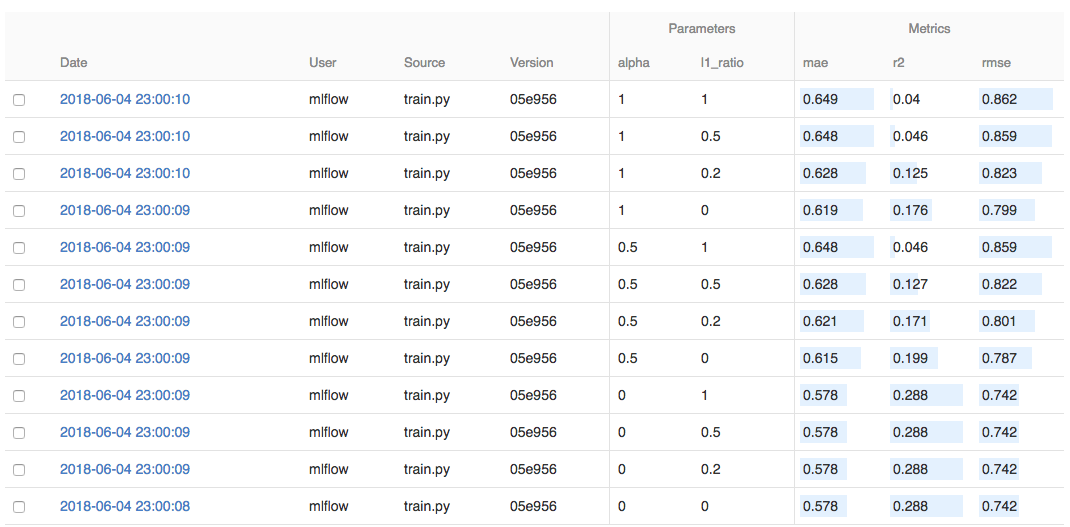 Parameters Metrics
Date User Source Version alpha l1_ratio mae r2 rmse
2018-06-04 23:00:10 mlflow train.py 05e956 1 1 0.649 0.04 0.862
2018-06-04 23:00:10 mlflow train.py 05e956 1 0.5 0.648 0.046 0.859
2018-06-04 23:00:10 mlflow train.py 05e956 1 0.2 0.628 0.125 0.823
2018-06-04 23:00:09 mlflow train.py 05e956 1 0 0.619 0.176 0.799
2018-06-04 23:00:09 mlflow train.py 05e956 0.5 1 0.648 0.046 0.859
2018-06-04 23:00:09 mlflow train.py 05e956 0.5 0.5 0.628 0.127 0.822
2018-06-04 23:00:09 mlflow train.py 05e956 0.5 0.2 0.621 0.171 0.801
2018-06-04 23:00:09 mlflow train.py 05e956 0.5 0 0.615 0.199 0.787
2018-06-04 23:00:09 mlflow train.py 05e956 0 1 0.578 0.288 0.742
2018-06-04 23:00:09 mlflow train.py 05e956 0 0.5 0.578 0.288 0.742
2018-06-04 23:00:09 mlflow train.py 05e956 0 0.2 0.578 0.288 0.742
2018-06-04 23:00:08 mlflow train.py 05e956 0 0 0.578 0.288 0.742